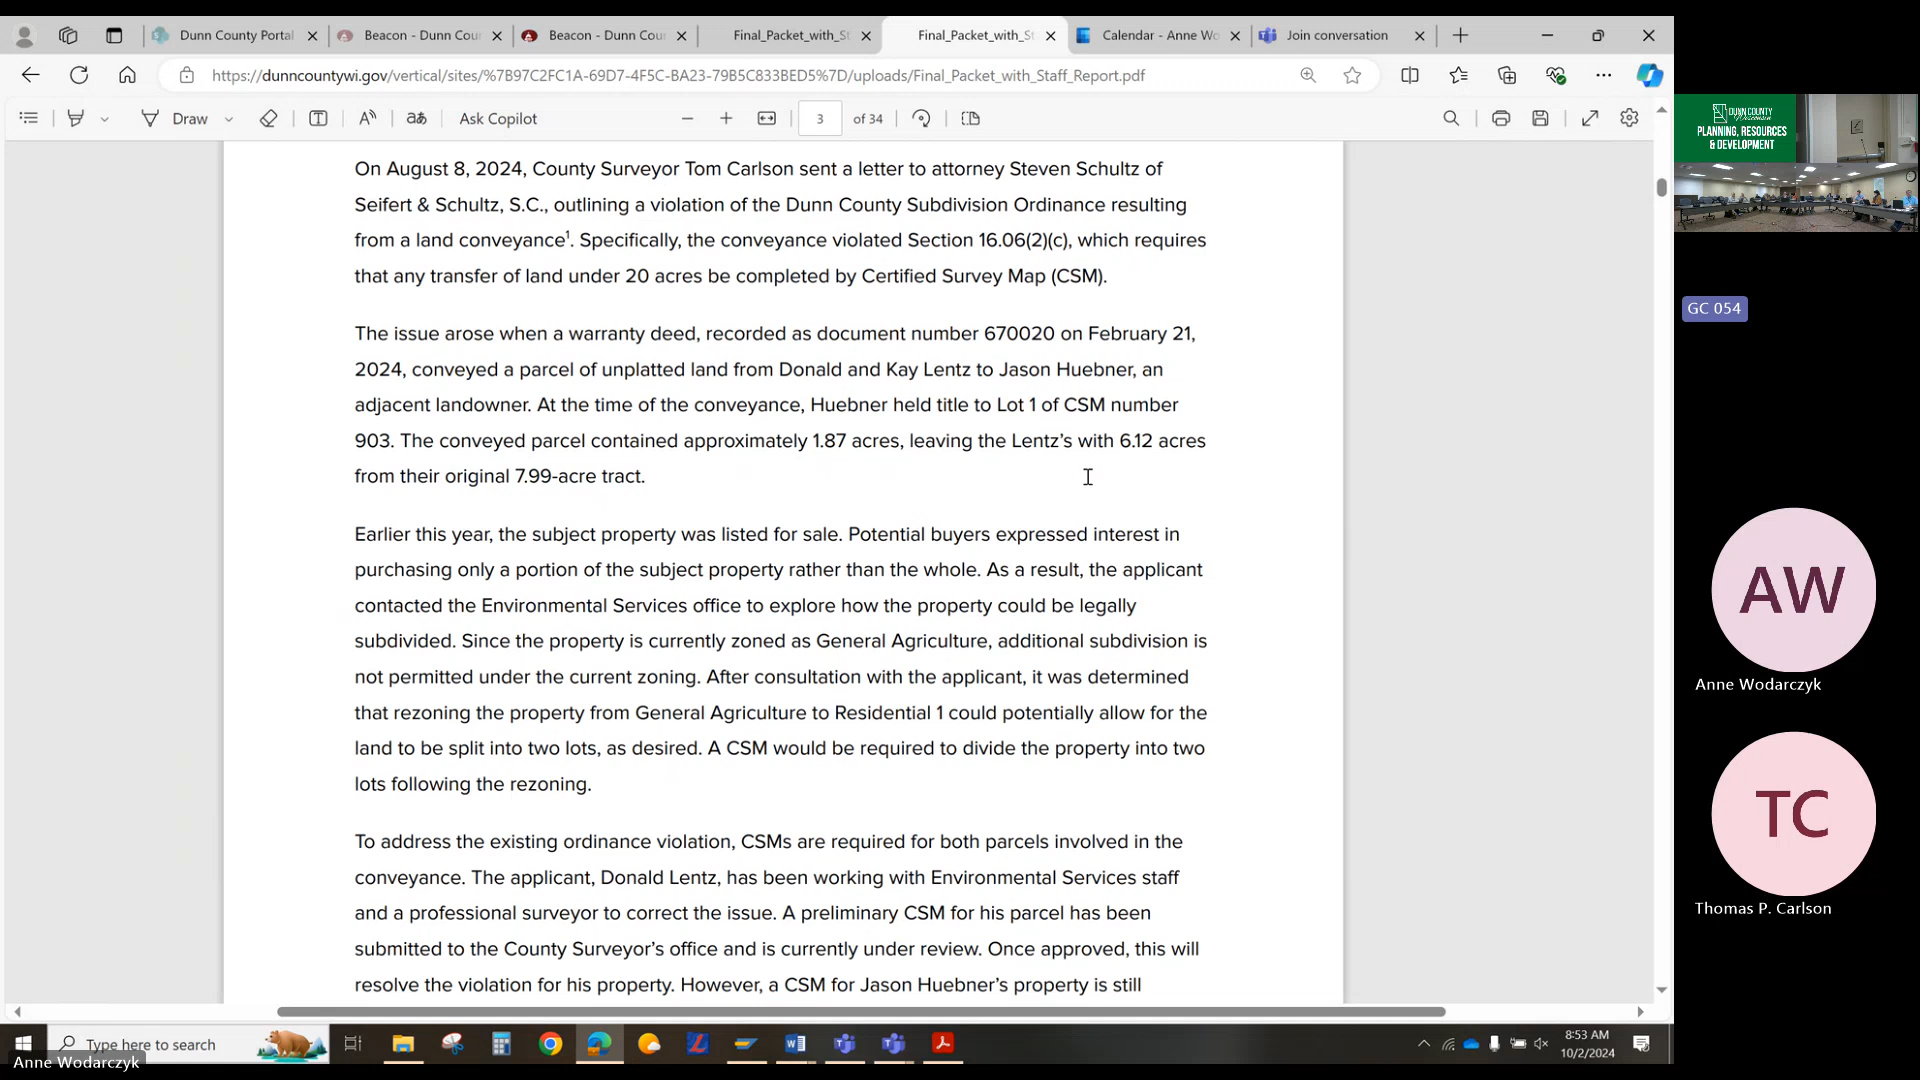 Dunn County Portal
Beacon - Dunn Cou
Beacon - Dunn Cou
Final_Packet_with_St
Final_Packet_with_St
Calendar - Anne Wo
Join conversation
https://dunncountywi.gov/vertical/sites/%7B97C2FC1A-69D7-4F5C-BA23-79B5C833BED5%7D/uploads/Final_Packet_with_Staff_Report.pdf
Draw
Ask Copilot
3 of 34
On August 8, 2024, County Surveyor Tom Carlson sent a letter to attorney Steven Schultz of
Seifert & Schultz, S.C., outlining a violation of the Dunn County Subdivision Ordinance resulting
from a land conveyance¹. Specifically, the conveyance violated Section 16.06(2)(c), which requires
that any transfer of land under 20 acres be completed by Certified Survey Map (CSM).
The issue arose when a warranty deed, recorded as document number 670020 on February 21,
2024, conveyed a parcel of unplatted land from Donald and Kay Lentz to Jason Huebner, an
adjacent landowner. At the time of the conveyance, Huebner held title to Lot 1 of CSM number
903. The conveyed parcel contained approximately 1.87 acres, leaving the Lentz's with 6.12 acres
from their original 7.99-acre tract.
Earlier this year, the subject property was listed for sale. Potential buyers expressed interest in
purchasing only a portion of the subject property rather than the whole. As a result, the applicant
contacted the Environmental Services office to explore how the property could be legally
subdivided. Since the property is currently zoned as General Agriculture, additional subdivision is
not permitted under the current zoning. After consultation with the applicant, it was determined
that rezoning the property from General Agriculture to Residential 1 could potentially allow for the
land to be split into two lots, as desired. A CSM would be required to divide the property into two
lots following the rezoning.
To address the existing ordinance violation, CSMs are required for both parcels involved in the
conveyance. The applicant, Donald Lentz, has been working with Environmental Services staff
and a professional surveyor to correct the issue. A preliminary CSM for his parcel has been
submitted to the County Surveyor's office and is currently under review. Once approved, this will
resolve the violation for his property. However, a CSM for Jason Huebner's property is still
DUNN COUNTY
Wisconsin
PLANNING, RESOURCES
& DEVELOPMENT
GC 054
AW
Anne Wodarczyk
TC
Thomas P. Carlson
Type here to search
8:53 AM
10/2/2024
Anne Wodarczyk